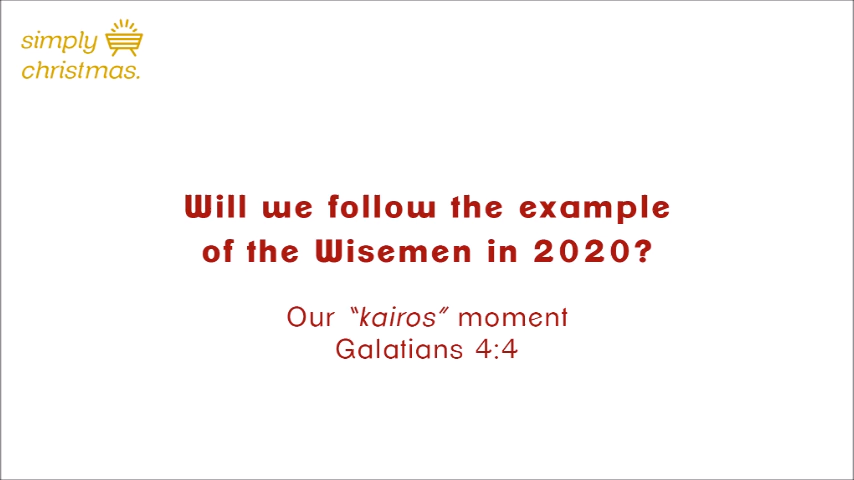 simply
christmas.
Will we follow the example
of the Wisemen in 2020?
Our "kairos" moment
Galatians 4:4